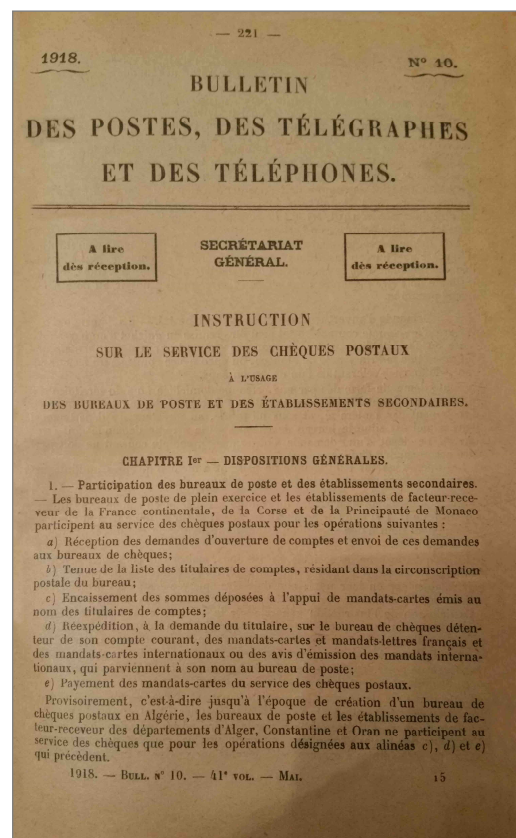 — 221 —
1918.
N° 10.
BULLETIN
DES POSTES, DES TÉLÉGRAPHES
ET DES TÉLÉPHONES.
A lire
dès réception.
SECRÉTARIAT
GÉNÉRAL.
A lire
dès réception.
INSTRUCTION
SUR LE SERVICE DES CHÈQUES POSTAUX
À L'USAGE
DES BUREAUX DE POSTE ET DES ÉTABLISSEMENTS SECONDAIRES.
CHAPITRE Ier — DISPOSITIONS GÉNÉRALES.
1. — Participation des bureaux de poste et des établissements secondaires.
— Les bureaux de poste de plein exercice et les établissements de facteur-rece-
veur de la France continentale, de la Corse et de la Principauté de Monaco
participent au service des chèques postaux pour les opérations suivantes :
a) Réception des demandes d'ouverture de comptes et envoi de ces demandes
aux bureaux de chèques;
b) Tenue de la liste des titulaires de comptes, résidant dans la circonscription
postale du bureau;
c) Encaissement des sommes déposées à l'appui de mandats-cartes émis au
nom des titulaires de comptes;
d) Réexpédition, à la demande du titulaire, sur le bureau de chèques déten-
teur de son compte courant, des mandats-cartes et mandats-lettres français et
des mandats-cartes internationaux ou des avis d'émission des mandats interna-
tionaux, qui parviennent à son nom au bureau de poste;
e) Payement des mandats-cartes du service des chèques postaux.
Provisoirement, c'est-à-dire jusqu'à l'époque de création d'un bureau de
chèques postaux en Algérie, les bureaux de poste et les établissements de fac-
teur-receveur des départements d'Alger, Constantine et Oran ne participent au
service des chèques que pour les opérations désignées aux alinéas c), d) et e)
qui précèdent.
1918. — BULL. N° 10. — 41e VOL. — MAI. 15